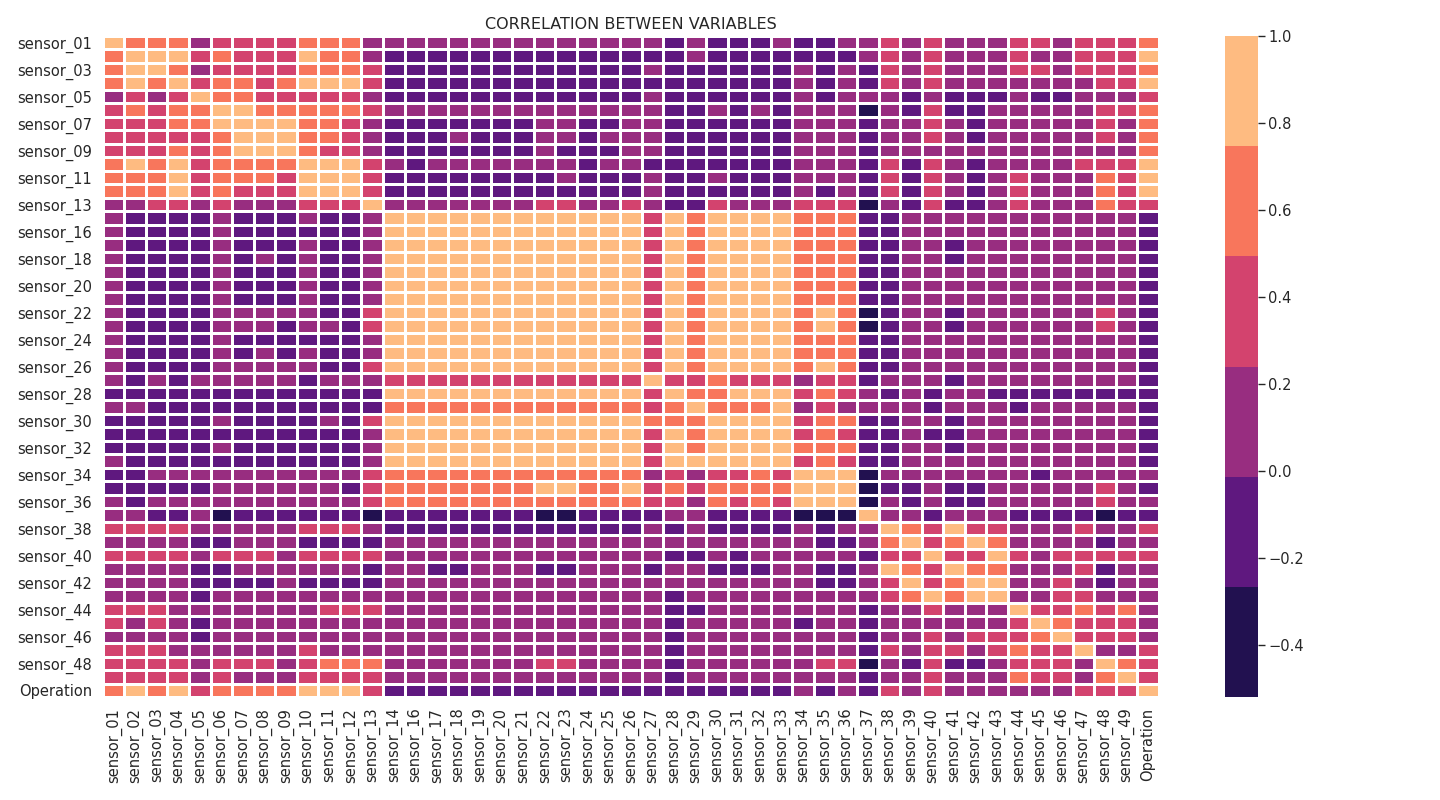 CORRELATION BETWEEN VARIABLES
sensor_01
sensor_03
sensor_05
sensor_07
sensor_09
sensor_11
sensor_13
sensor_16
sensor_18
sensor_20
sensor_22
sensor_24
sensor_26
sensor_28
sensor_30
sensor_32
sensor_34
sensor_36
sensor_38
sensor_40
sensor_42
sensor_44
sensor_46
sensor_48
Operation
sensor_01
sensor_02
sensor_03
sensor_04
sensor_05
sensor_06
sensor_07
sensor_08
sensor_09
sensor_10
sensor_11
sensor_12
sensor_13
sensor_14
sensor_16
sensor_17
sensor_18
sensor_19
sensor_20
sensor_21
sensor_22
sensor_23
sensor_24
sensor_25
sensor_26
sensor_27
sensor_28
sensor_29
sensor_30
sensor_31
sensor_32
sensor_33
sensor_34
sensor_35
sensor_36
sensor_37
sensor_38
sensor_39
sensor_40
sensor_41
sensor_42
sensor_43
sensor_44
sensor_45
sensor_46
sensor_47
sensor_48
sensor_49
Operation
1.0
0.8
0.6
0.4
0.2
0.0
−0.2
−0.4